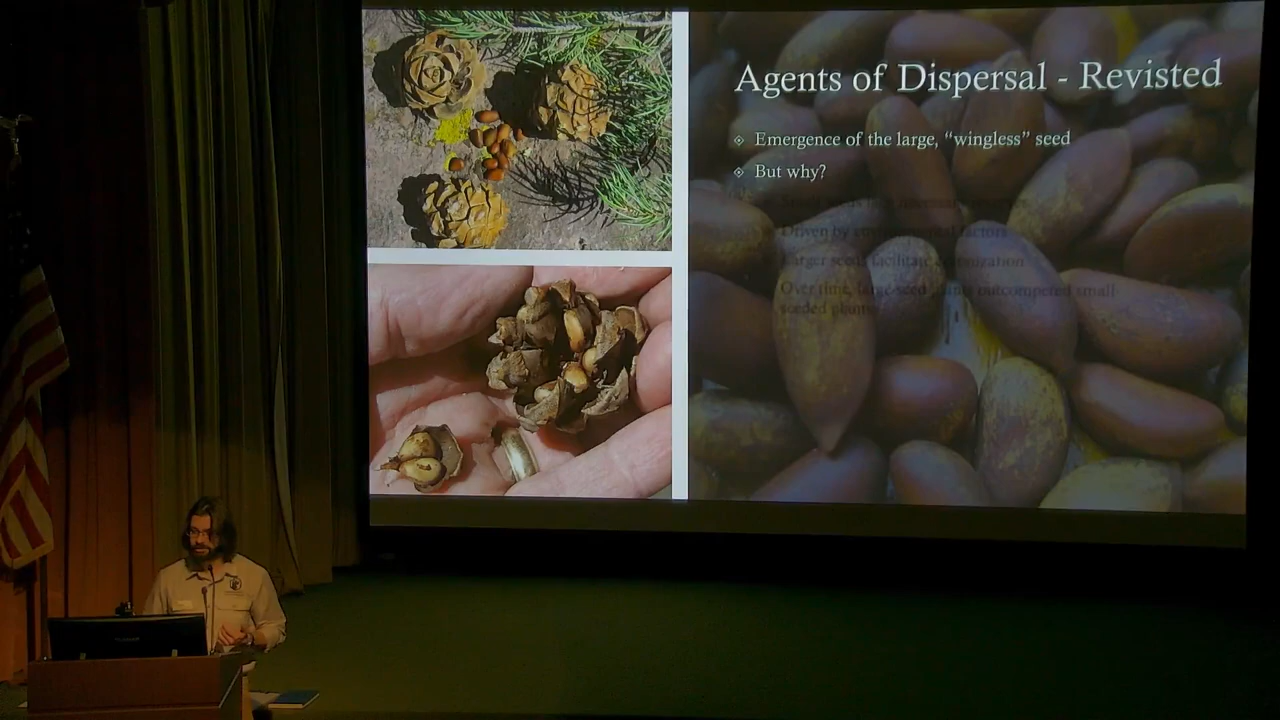 Agents of Dispersal - Revisted
Emergence of the large, “wingless” seed
But why?
Driven by environmental factors
Larger seeds facilitate colonization
Over time, large-seed plants outcompeted small-
seeded plants